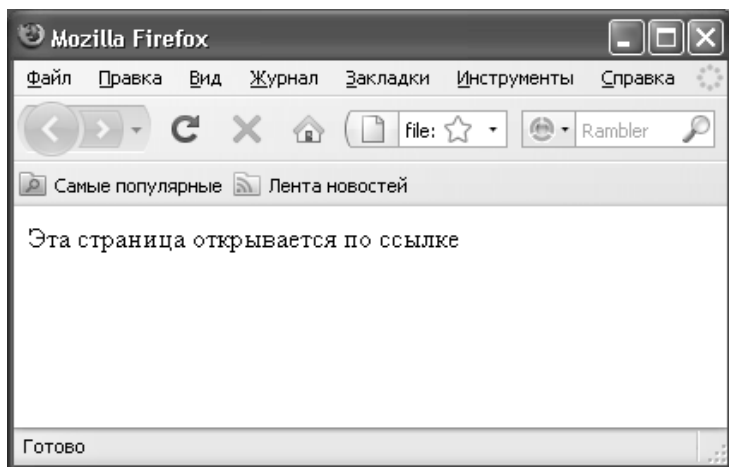 Mozilla Firefox
Файл Правка Вид Журнал Закладки Инструменты Справка
file: Rambler
Самые популярные Лента новостей
Эта страница открывается по ссылке
Готово